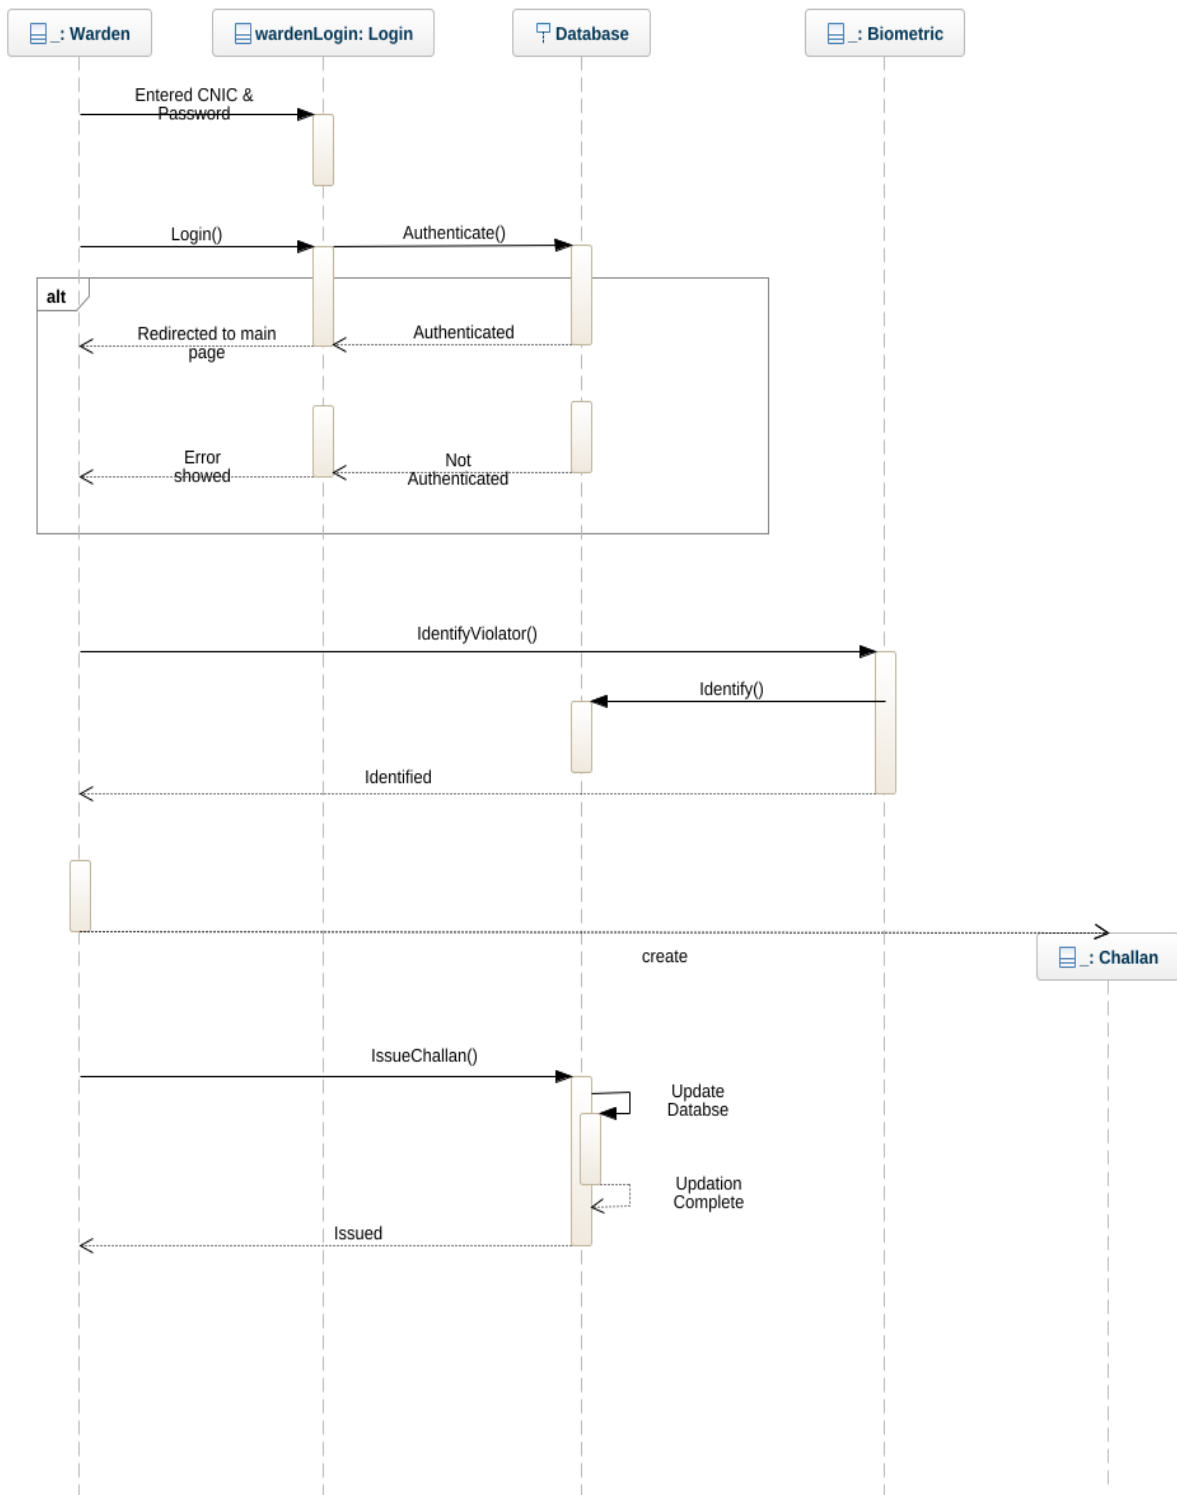 _: Warden
wardenLogin: Login
Database
_: Biometric
Entered CNIC &
Password
Login()
Authenticate()
alt
Redirected to main
page
Authenticated
Error
showed
Not
Authenticated
IdentifyViolator()
Identify()
Identified
create
_: Challan
IssueChallan()
Update
Databse
Updation
Complete
Issued